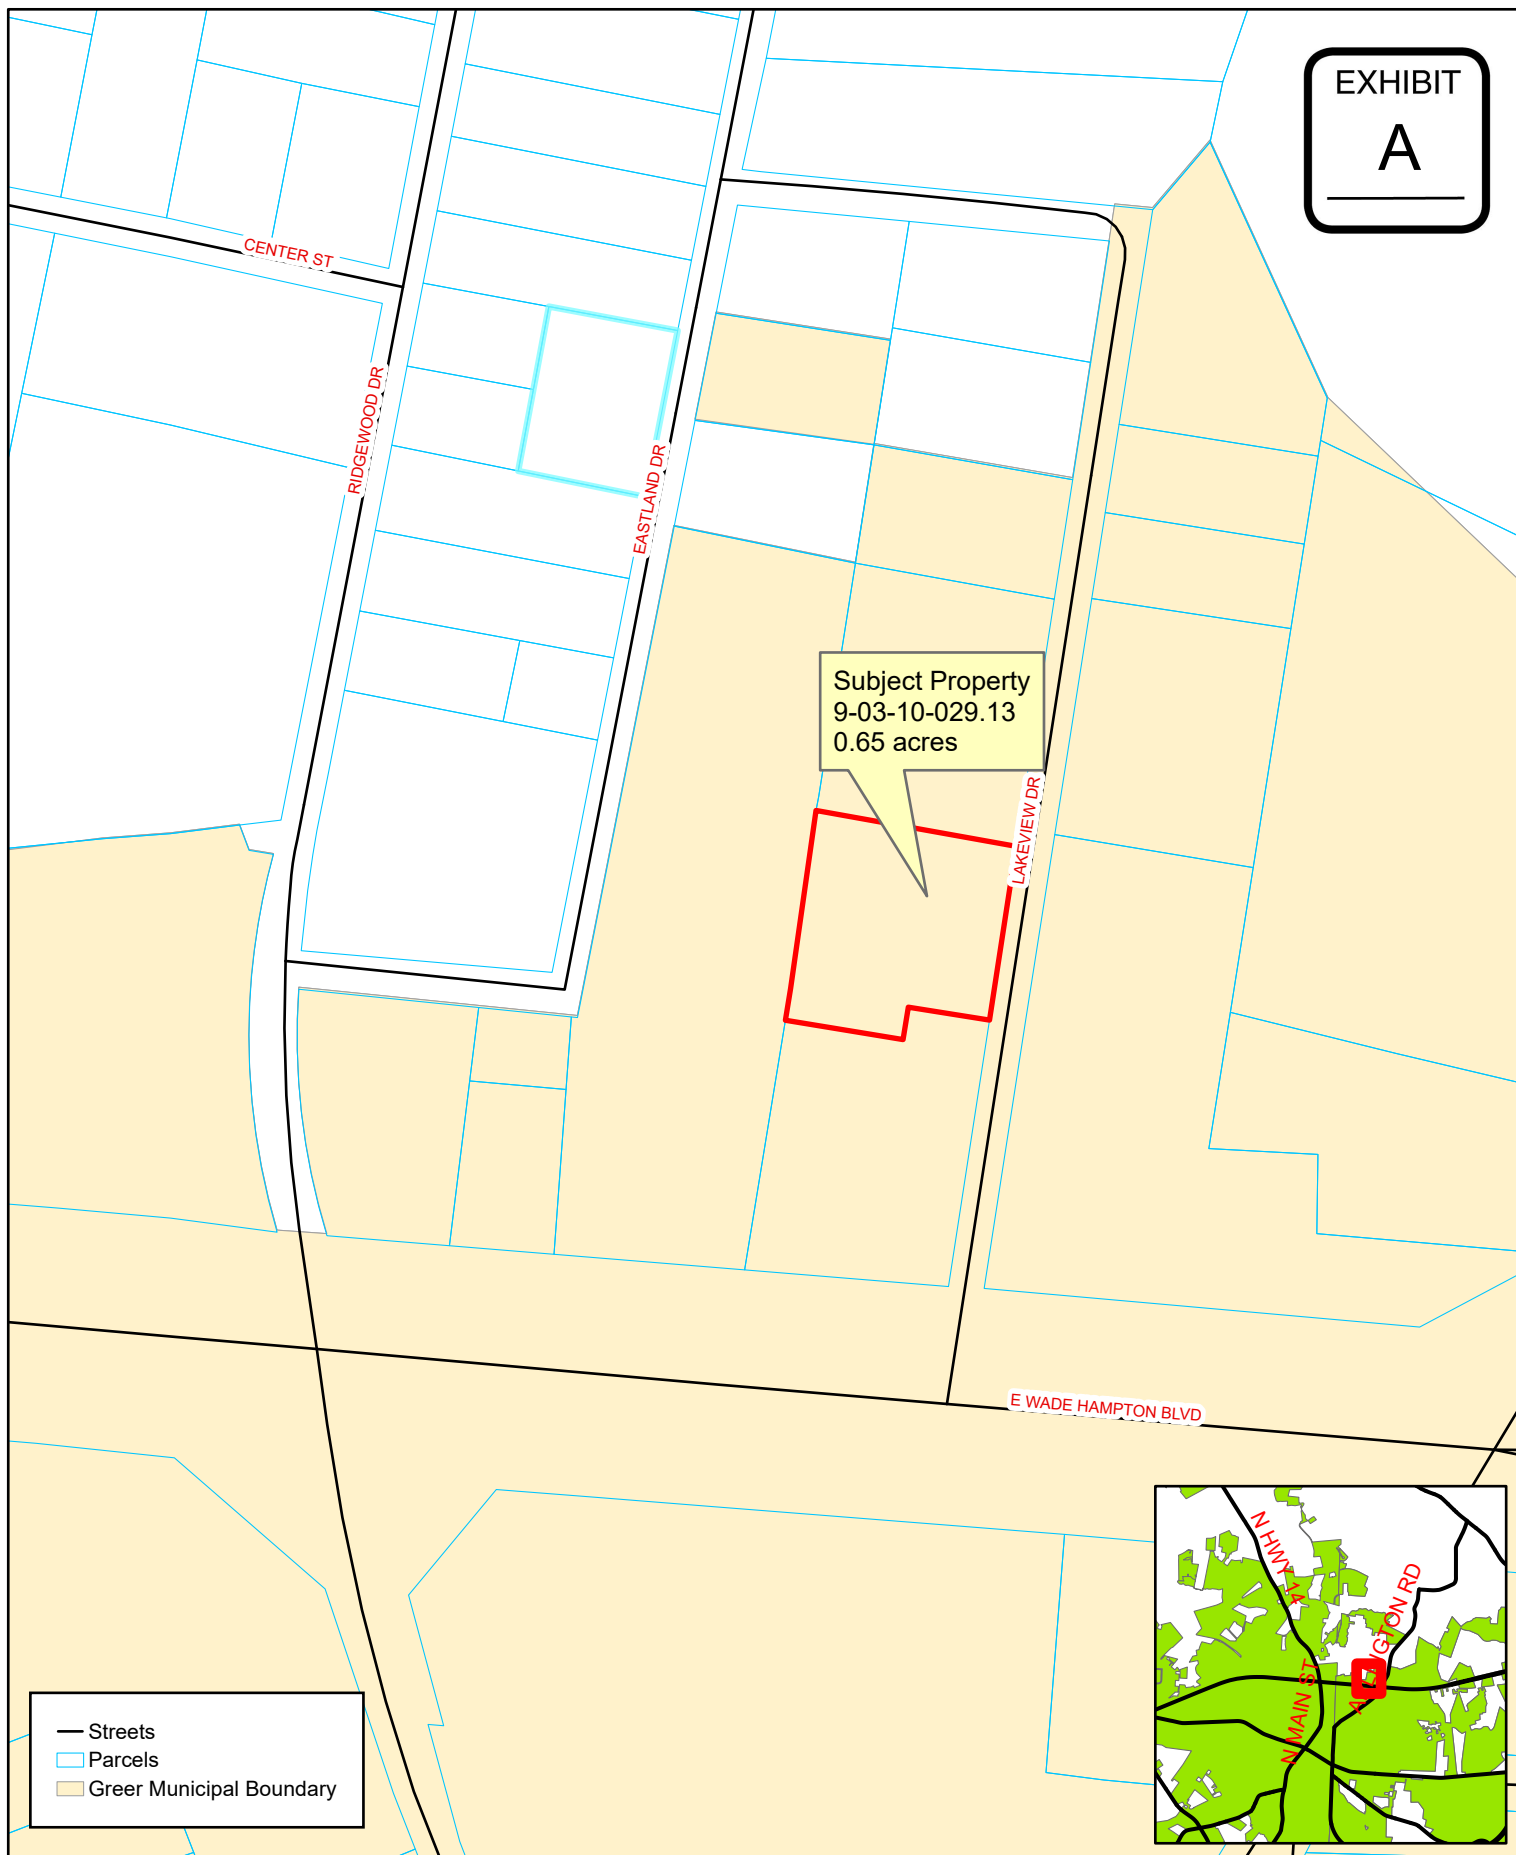 EXHIBIT
A
CENTER ST
RIDGEWOOD DR
EASTLAND DR
Subject Property
9-03-10-029.13
0.65 acres
LAKEVIEW DR
E WADE HAMPTON BLVD
N HWY 14
N MAIN ST
Streets
Parcels
Greer Municipal Boundary